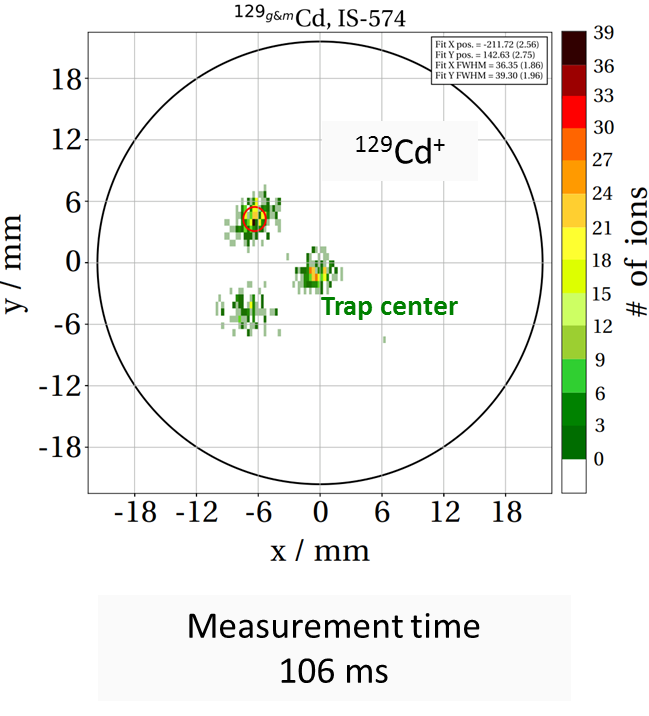 129g&mCd, IS-574
Fit X pos. = -211.72 (2.56)
Fit Y pos. = 142.63 (2.75)
Fit X FWHM = 36.35 (1.86)
Fit Y FWHM = 39.30 (1.96)
129Cd+
Trap center
y / mm
18
12
6
0
-6
-12
-18
-18 -12 -6 0 6 12 18
x / mm
39
36
33
30
27
24
21
18
15
12
9
6
3
0
# of ions
Measurement time
106 ms